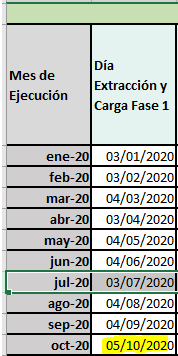 Mes de
Ejecución
Día
Extracción y
Carga Fase 1
ene-20 03/01/2020
feb-20 03/02/2020
mar-20 04/03/2020
abr-20 03/04/2020
may-20 04/05/2020
jun-20 04/06/2020
jul-20 03/07/2020
ago-20 04/08/2020
sep-20 04/09/2020
oct-20 05/10/2020